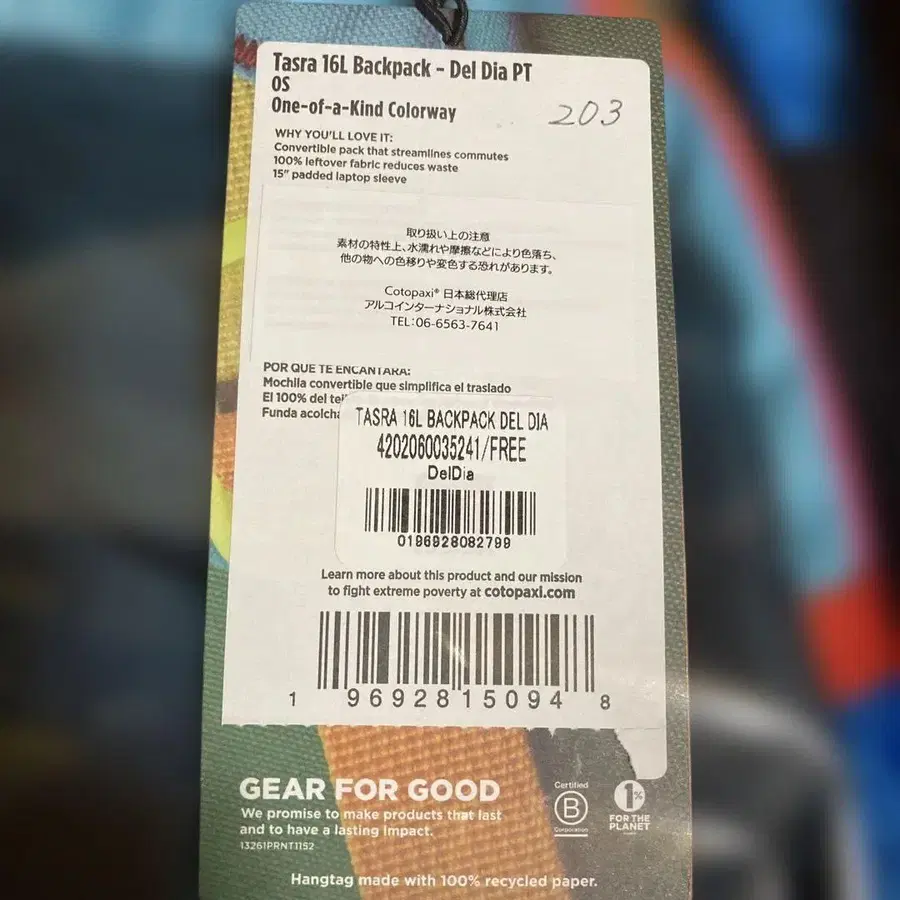 Tasra 16L Backpack - Del Dia PT
OS
One-of-a-Kind Colorway
203
WHY YOU'LL LOVE IT:
Convertible pack that streamlines commutes
100% leftover fabric reduces waste
15" padded laptop sleeve
取り扱い上の注意
素材の特性上、水濡れや摩擦などにより色落ち、
他の物への色移りや変色する恐れがあります。
Cotopaxi® 日本総代理店
アルコインターナショナル株式会社
TEL:06-6563-7641
POR QUE TE ENCANTARA:
Mochila convertible que simplifica el traslado
El 100% del
Funda
TASRA 16L BACKPACK DEL DIA
4202060035241/FREE
DelDia
0196928082799
Learn more about this product and our mission
to fight extreme poverty at cotopaxi.com
1 96928 15094 8
GEAR FOR GOOD
We promise to make products that last
and to have a lasting impact.
13261PRNT1152
Certified
B
Corporation
1%
FOR THE
PLANET
Hangtag made with 100% recycled paper.